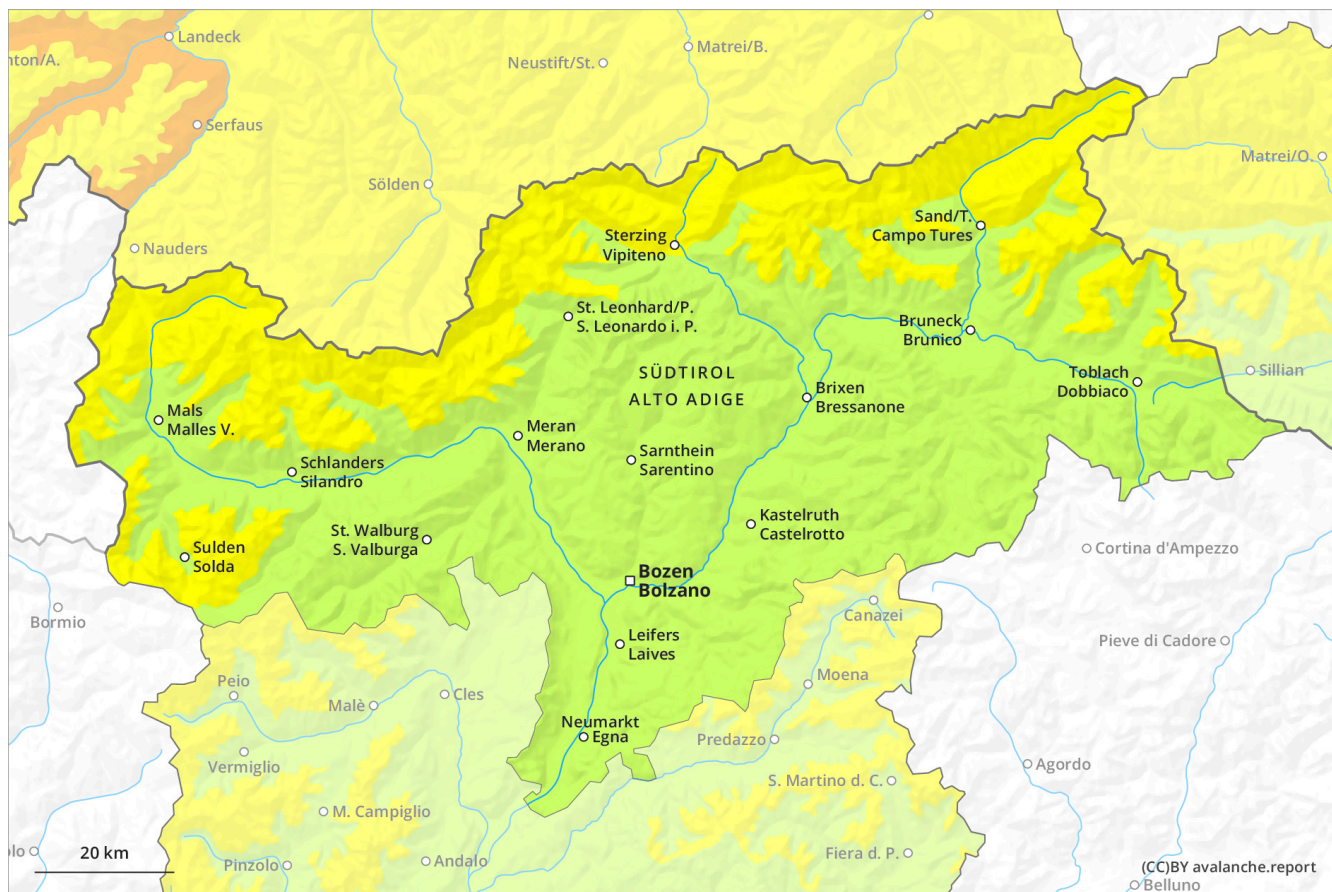 Landeck
nton/A.
Matrei/B.
Neustift/St.
Serfaus
Matrei/O.
Sölden
Sand/T.
Campo Tures
Sterzing
Vipiteno
Nauders
St. Leonhard/P.
S. Leonardo i. P.
Bruneck
Brunico
SÜDTIROL
ALTO ADIGE
Toblach
Dobbiaco
Sillian
Brixen
Bressanone
Mals
Malles V.
Meran
Merano
Sarnthein
Sarentino
Schlanders
Silandro
St. Walburg
S. Valburga
Kastelruth
Castelrotto
Sulden
Solda
Cortina d'Ampezzo
Bozen
Bolzano
Bormio
Canazei
Leifers
Laives
Pieve di Cadore
Peio
Moena
Malè
Cles
Neumarkt
Egna
Predazzo
Vermiglio
Agordo
S. Martino d. C.
M. Campiglio
lo
20 km
Pinzolo
Andalo
Fiera d. P.
(CC)BY avalanche.report
Belluno